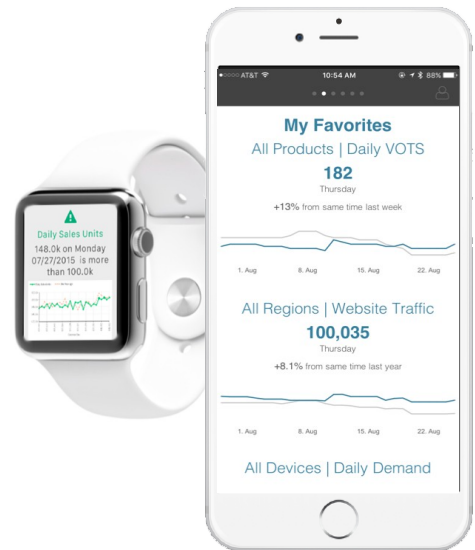 Daily Sales Units
148.0k on Monday
07/27/2015 is more
than 100.0k
AT&T 10:54 AM 88%
My Favorites
All Products | Daily VOTS
182
Thursday
+13% from same time last week
1. Aug 8. Aug 15. Aug 22. Aug
All Regions | Website Traffic
100,035
Thursday
+8.1% from same time last year
1. Aug 8. Aug 15. Aug 22. Aug
All Devices | Daily Demand